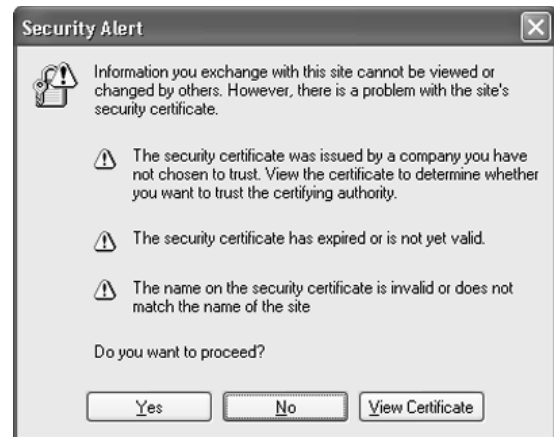 Security Alert
Information you exchange with this site cannot be viewed or
changed by others. However, there is a problem with the site's
security certificate.
The security certificate was issued by a company you have
not chosen to trust. View the certificate to determine whether
you want to trust the certifying authority.
The security certificate has expired or is not yet valid.
The name on the security certificate is invalid or does not
match the name of the site
Do you want to proceed?
Yes No View Certificate